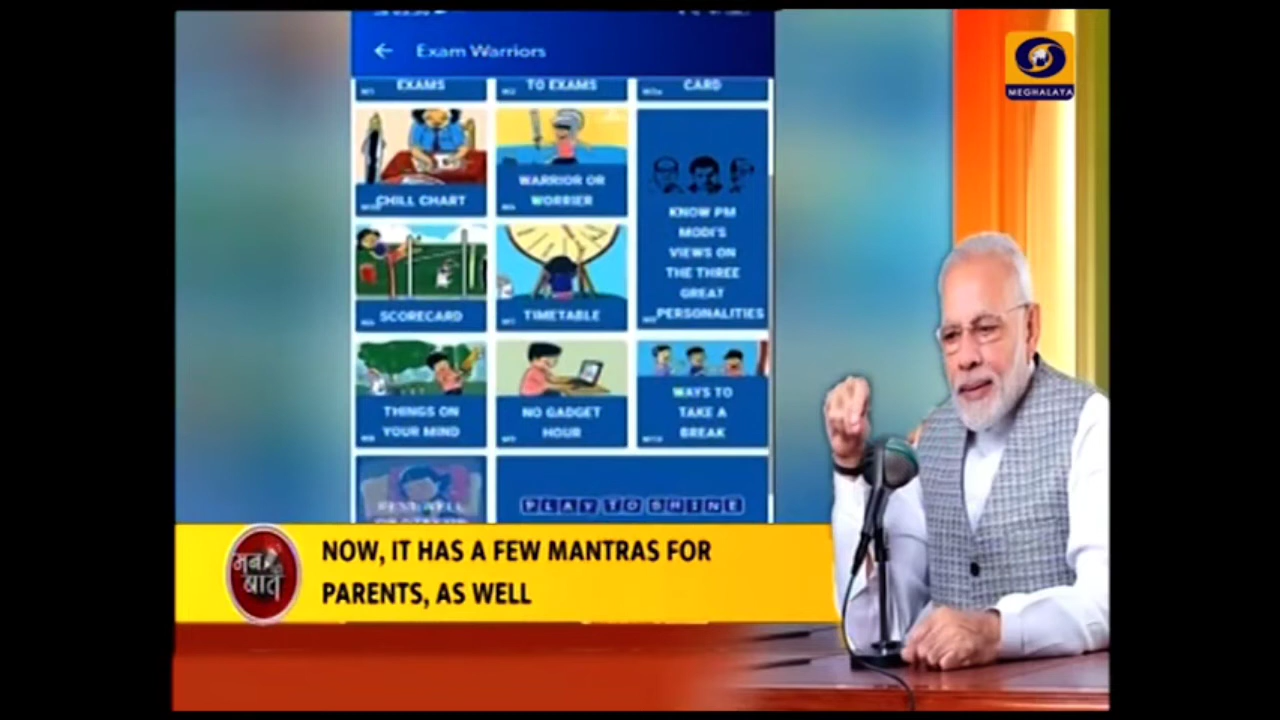 Exam Warriors
EXAMS
TO EXAMS
CARD
CHILL CHART
WARRIOR OR
WORRIER
KNOW PM
MODI'S
VIEWS ON
THE THREE
GREAT
PERSONALITIES
SCORECARD
TIMETABLE
THINGS ON
YOUR MIND
NO GADGET
HOUR
WAYS TO
TAKE A
BREAK
PLAY TO SHINE
MEGHALAYA
मन की
बात
NOW, IT HAS A FEW MANTRAS FOR
PARENTS, AS WELL